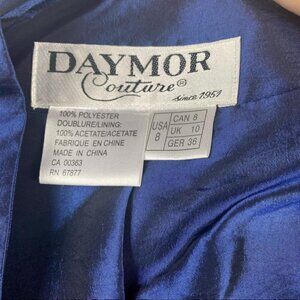 DAYMOR
Couture®
since 1951
100% POLYESTER
DOUBLURE/LINING:
100% ACETATE/ACETATE
FABRIQUE EN CHINE
MADE IN CHINA
CA 00363
RN 67877
USA
8
CAN 8
UK 10
GER 36